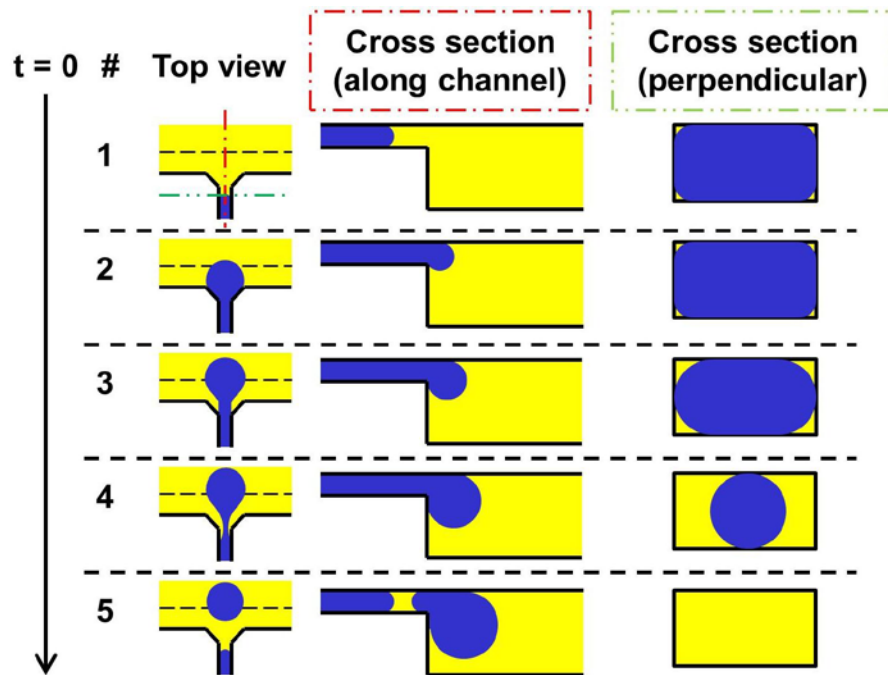 t = 0 # Top view
Cross section
(along channel)
Cross section
(perpendicular)
1
2
3
4
5